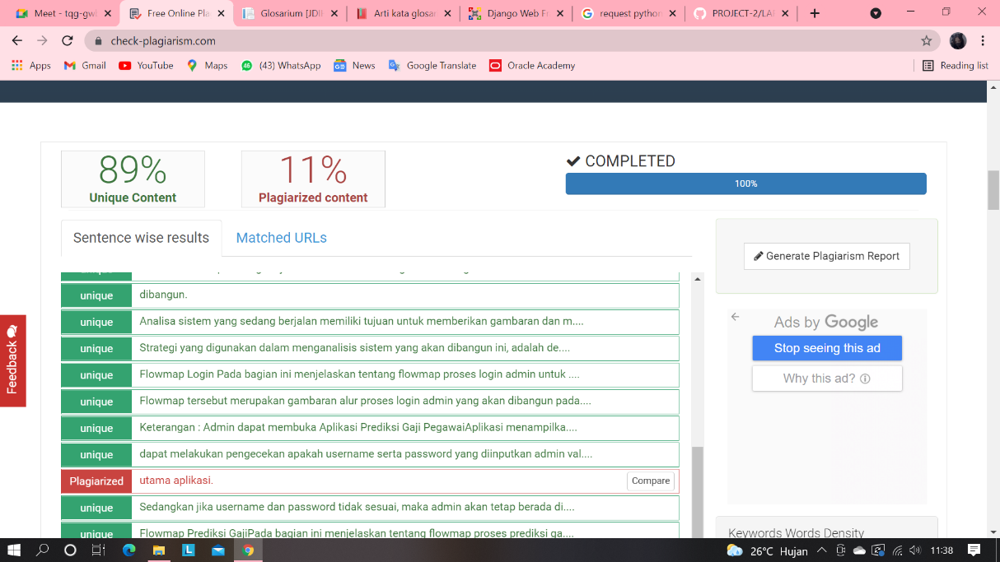 Meet - tqg-gwl
Free Online Pla
Glosarium [JDI
Arti kata glosar
Django Web Fr
request python
PROJECT-2/LAI
check-plagiarism.com
Apps
Gmail
YouTube
Maps
46
(43) WhatsApp
News
Google Translate
Oracle Academy
Reading list
89%
Unique Content
11%
Plagiarized content
COMPLETED
100%
Sentence wise results
Matched URLs
Generate Plagiarism Report
unique dibangun.
unique Analisa sistem yang sedang berjalan memiliki tujuan untuk memberikan gambaran dan m....
unique Strategi yang digunakan dalam menganalisis sistem yang akan dibangun ini, adalah de....
unique Flowmap Login Pada bagian ini menjelaskan tentang flowmap proses login admin untuk ....
unique Flowmap tersebut merupakan gambaran alur proses login admin yang akan dibangun pada....
unique Keterangan : Admin dapat membuka Aplikasi Prediksi Gaji PegawaiAplikasi menampilka....
unique dapat melakukan pengecekan apakah username serta password yang diinputkan admin val....
Plagiarized utama aplikasi. Compare
unique Sedangkan jika username dan password tidak sesuai, maka admin akan tetap berada di....
unique Flowmap Prediksi GajiPada bagian ini menjelaskan tentang flowmap proses prediksi ga....
Feedback
Ads by Google
Stop seeing this ad
Why this ad?
Keywords Words Density
L
26°C Hujan
11:38